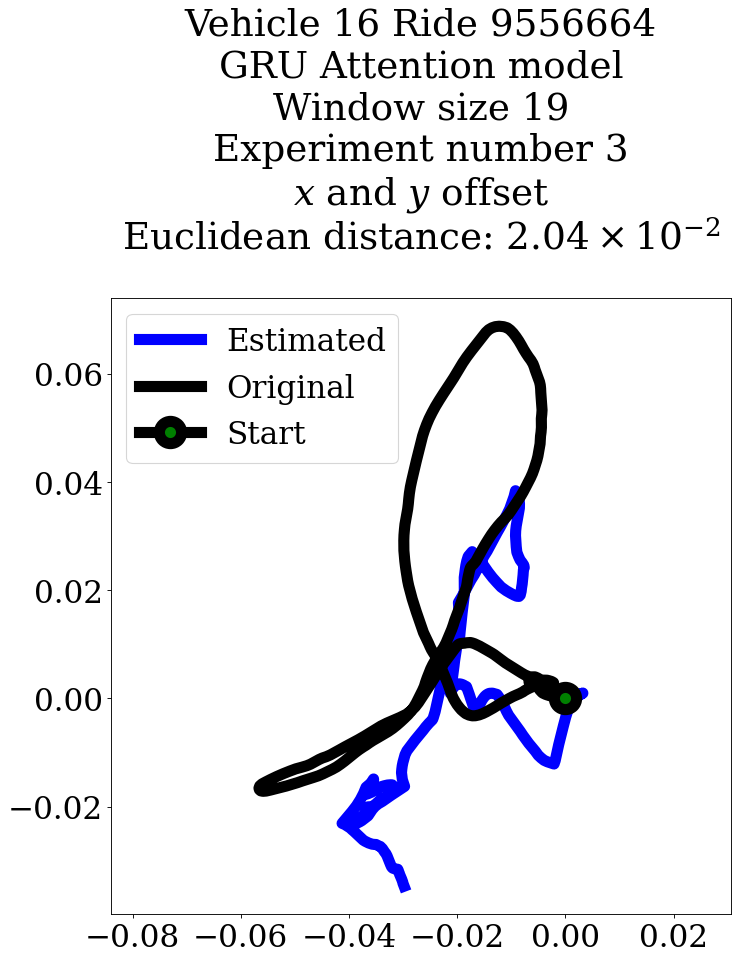 Vehicle 16 Ride 9556664
GRU Attention model
Window size 19
Experiment number 3
x and y offset
Euclidean distance: 2.04 × 10⁻²
Estimated
Original
Start
0.06
0.04
0.02
0.00
−0.02
−0.08 −0.06 −0.04 −0.02 0.00 0.02